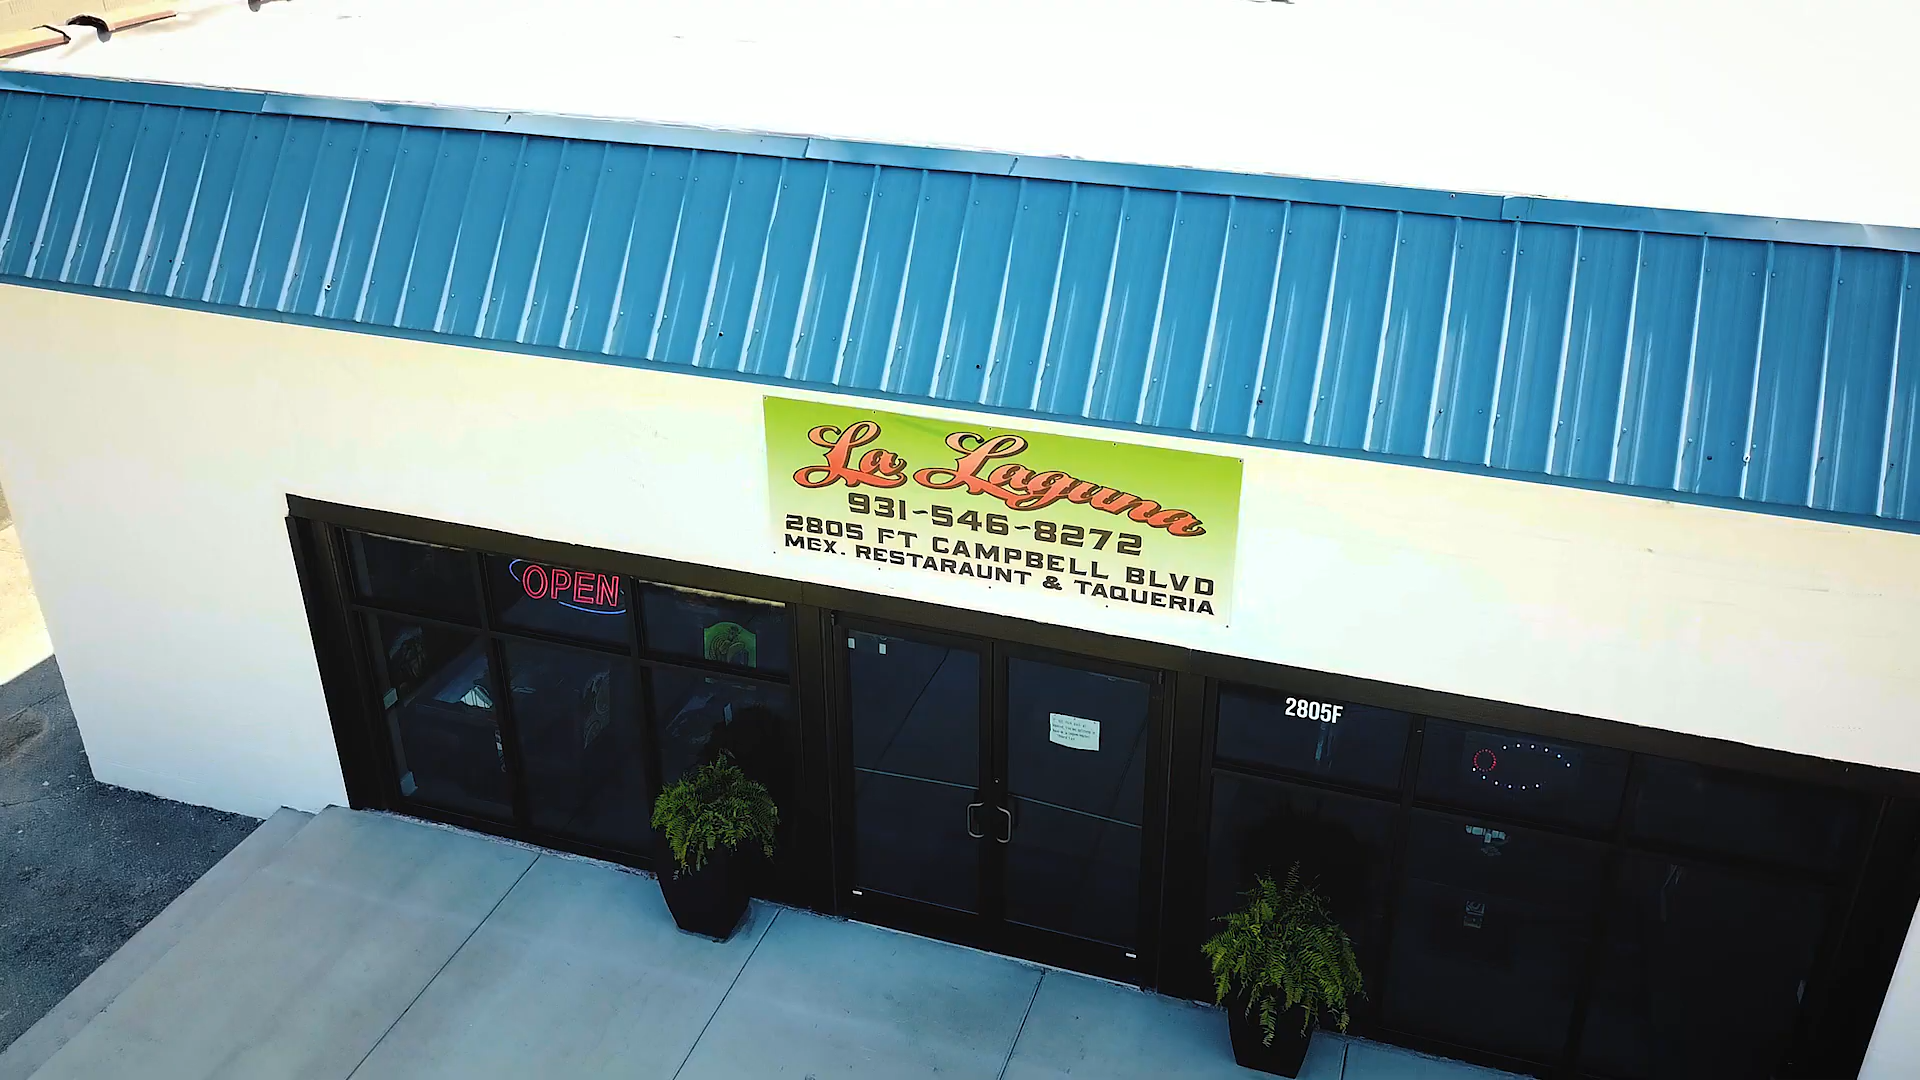 La Laguna
931-546-8272
2805 FT CAMPBELL BLVD
MEX. RESTARAUNT & TAQUERIA
OPEN
2805F